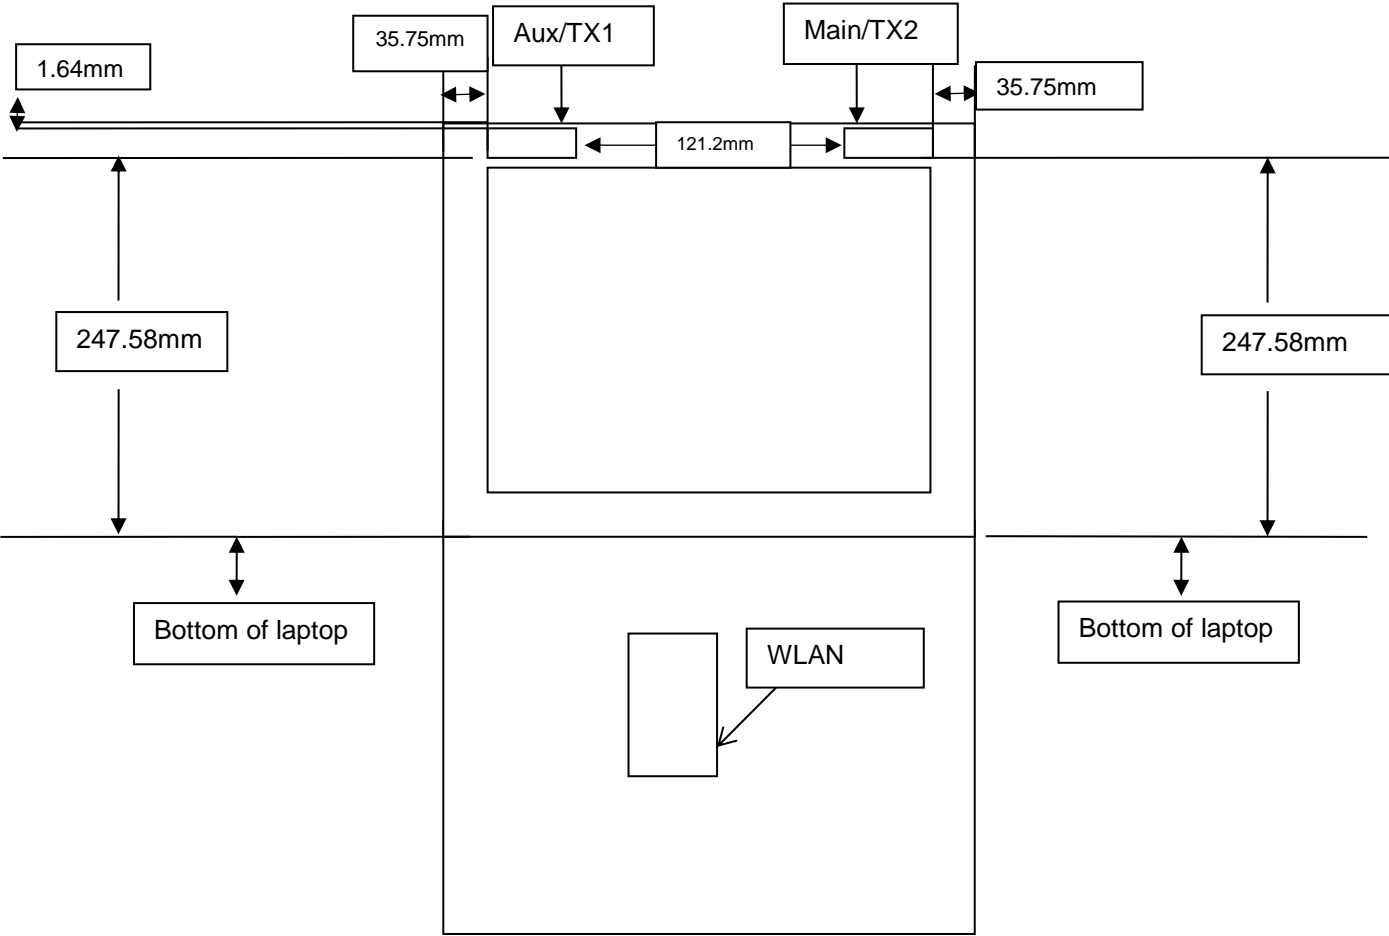 35.75mm
Aux/TX1
Main/TX2
1.64mm
35.75mm
121.2mm
247.58mm
247.58mm
Bottom of laptop
Bottom of laptop
WLAN